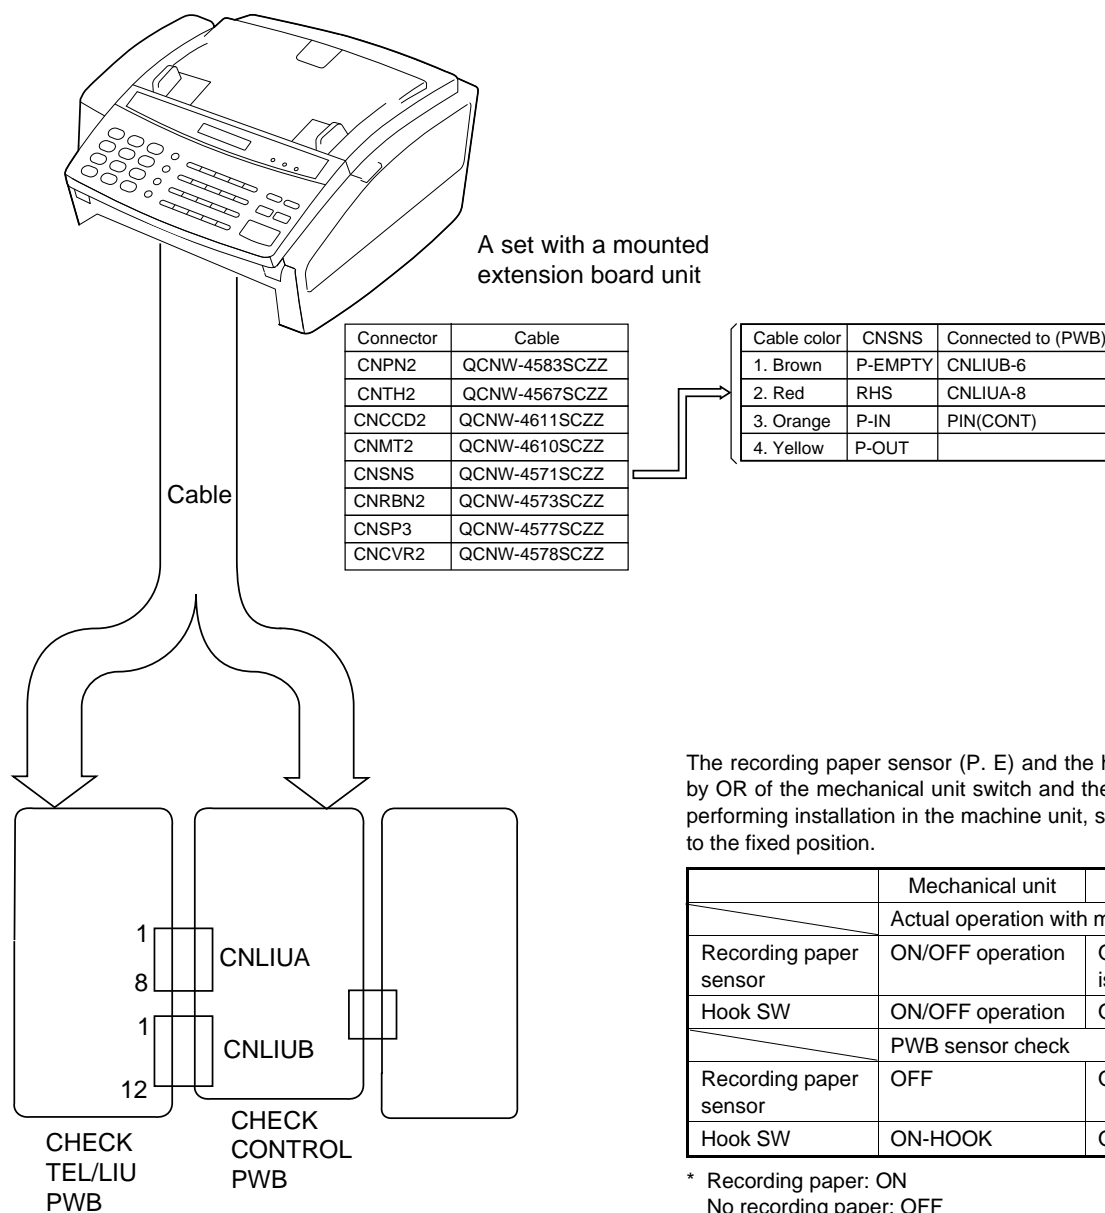 A set with a mounted
extension board unit
Connector Cable
CNPN2 QCNW-4583SCZZ
CNTH2 QCNW-4567SCZZ
CNCCD2 QCNW-4611SCZZ
CNMT2 QCNW-4610SCZZ
CNSNS QCNW-4571SCZZ
CNRBN2 QCNW-4573SCZZ
CNSP3 QCNW-4577SCZZ
CNCVR2 QCNW-4578SCZZ
Cable color CNSNS Connected to (PWB)
1. Brown P-EMPTY CNLIUB-6
2. Red RHS CNLIUA-8
3. Orange P-IN PIN(CONT)
4. Yellow P-OUT
Cable
1
8
CNLIUA
1
12
CNLIUB
CHECK
TEL/LIU
PWB
CHECK
CONTROL
PWB
The recording paper sensor (P. E) and the
by OR of the mechanical unit switch and the
performing installation in the machine unit,
to the fixed position.
Mechanical unit
Actual operation with
Recording paper ON/OFF operation
sensor
Hook SW ON/OFF operation
PWB sensor check
Recording paper OFF
sensor
Hook SW ON-HOOK
* Recording paper: ON
No recording paper: OFF